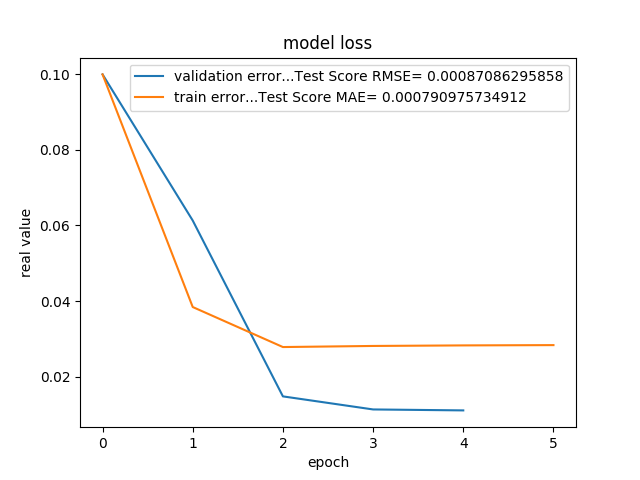 model loss
validation error...Test Score RMSE= 0.00087086295858
train error...Test Score MAE= 0.000790975734912
real value
0.10
0.08
0.06
0.04
0.02
0 1 2 3 4 5
epoch